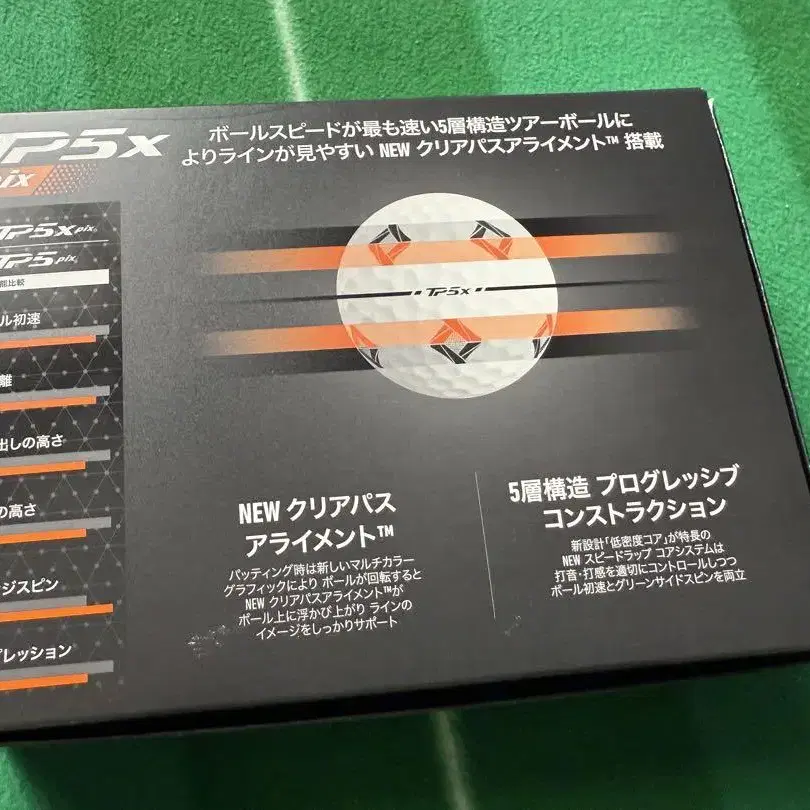 TP5x
pix
ボールスピードが最も速い5層構造ツアーボールに
よりラインが見やすい NEW クリアパスアライメント™ 搭載
TP5x pix
TP5 pix
能比較
ル初速
離
出しの高さ
の高さ
ジスピン
プレッション
TP5x
NEW クリアパス
アライメント™
パッティング時は新しいマルチカラー
グラフィックにより ボールが回転すると
NEW クリアパスアライメント™が
ボール上に浮かび上がり ラインの
イメージをしっかりサポート
5層構造 プログレッシブ
コンストラクション
新設計「低密度コア」が特長の
NEW スピードラップ コアシステムは
打音・打感を適切にコントロールしつつ
ボール初速とグリーンサイドスピンを両立